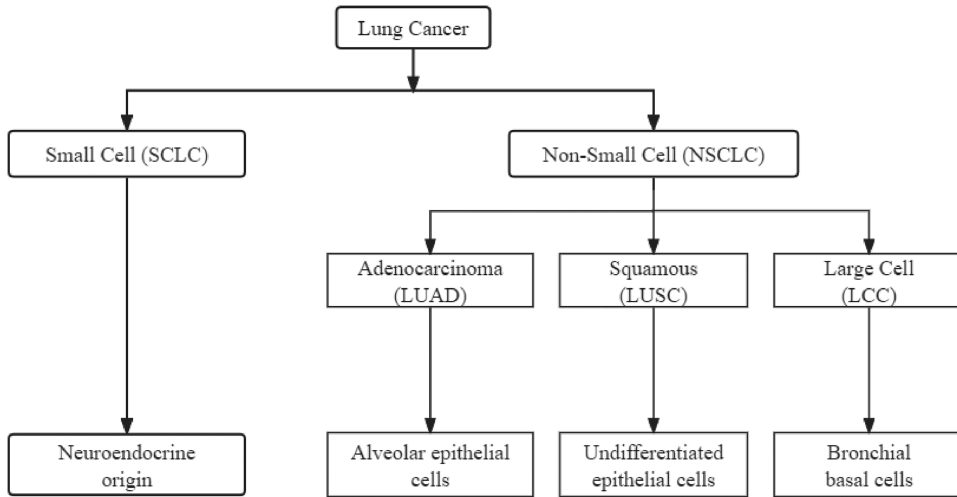 Lung Cancer
Small Cell (SCLC)
Non-Small Cell (NSCLC)
Adenocarcinoma
(LUAD)
Squamous
(LUSC)
Large Cell
(LCC)
Neuroendocrine
origin
Alveolar epithelial
cells
Undifferentiated
epithelial cells
Bronchial
basal cells